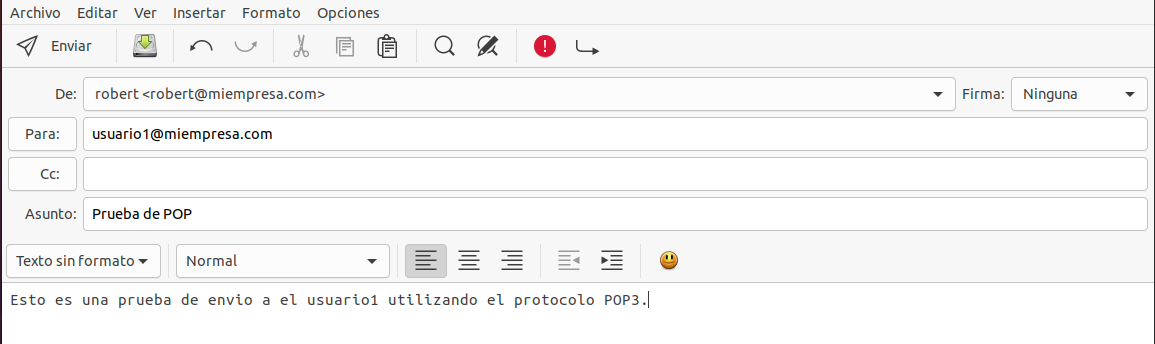 Archivo Editar Ver Insertar Formato Opciones
Enviar
De: robert <robert@miempresa.com> Firma: Ninguna
Para: usuario1@miempresa.com
Cc:
Asunto: Prueba de POP
Texto sin formato Normal
Esto es una prueba de envio a el usuario1 utilizando el protocolo POP3.